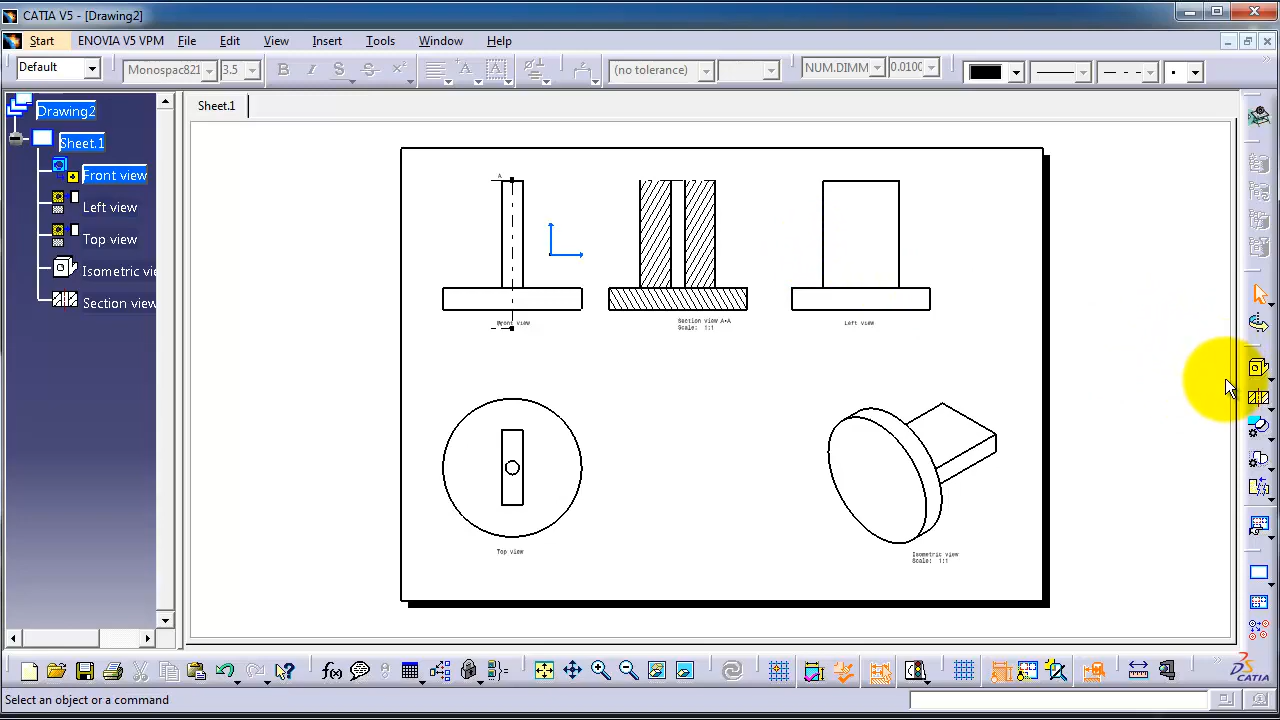 CATIA V5 - [Drawing2]
Start ENOVIA V5 VPM File Edit View Insert Tools Window Help
Default Monospac821 3.5 B I S S (no tolerance) NUM.DIMM 0.0100
Drawing2
Sheet.1
Front view
Left view
Top view
Isometric vie
Section view
Sheet.1
A
Front view
Section view A-A
Scale: 1:1
Left view
Top view
Isometric view
Scale: 1:1
f(x)
CATIA
Select an object or a command